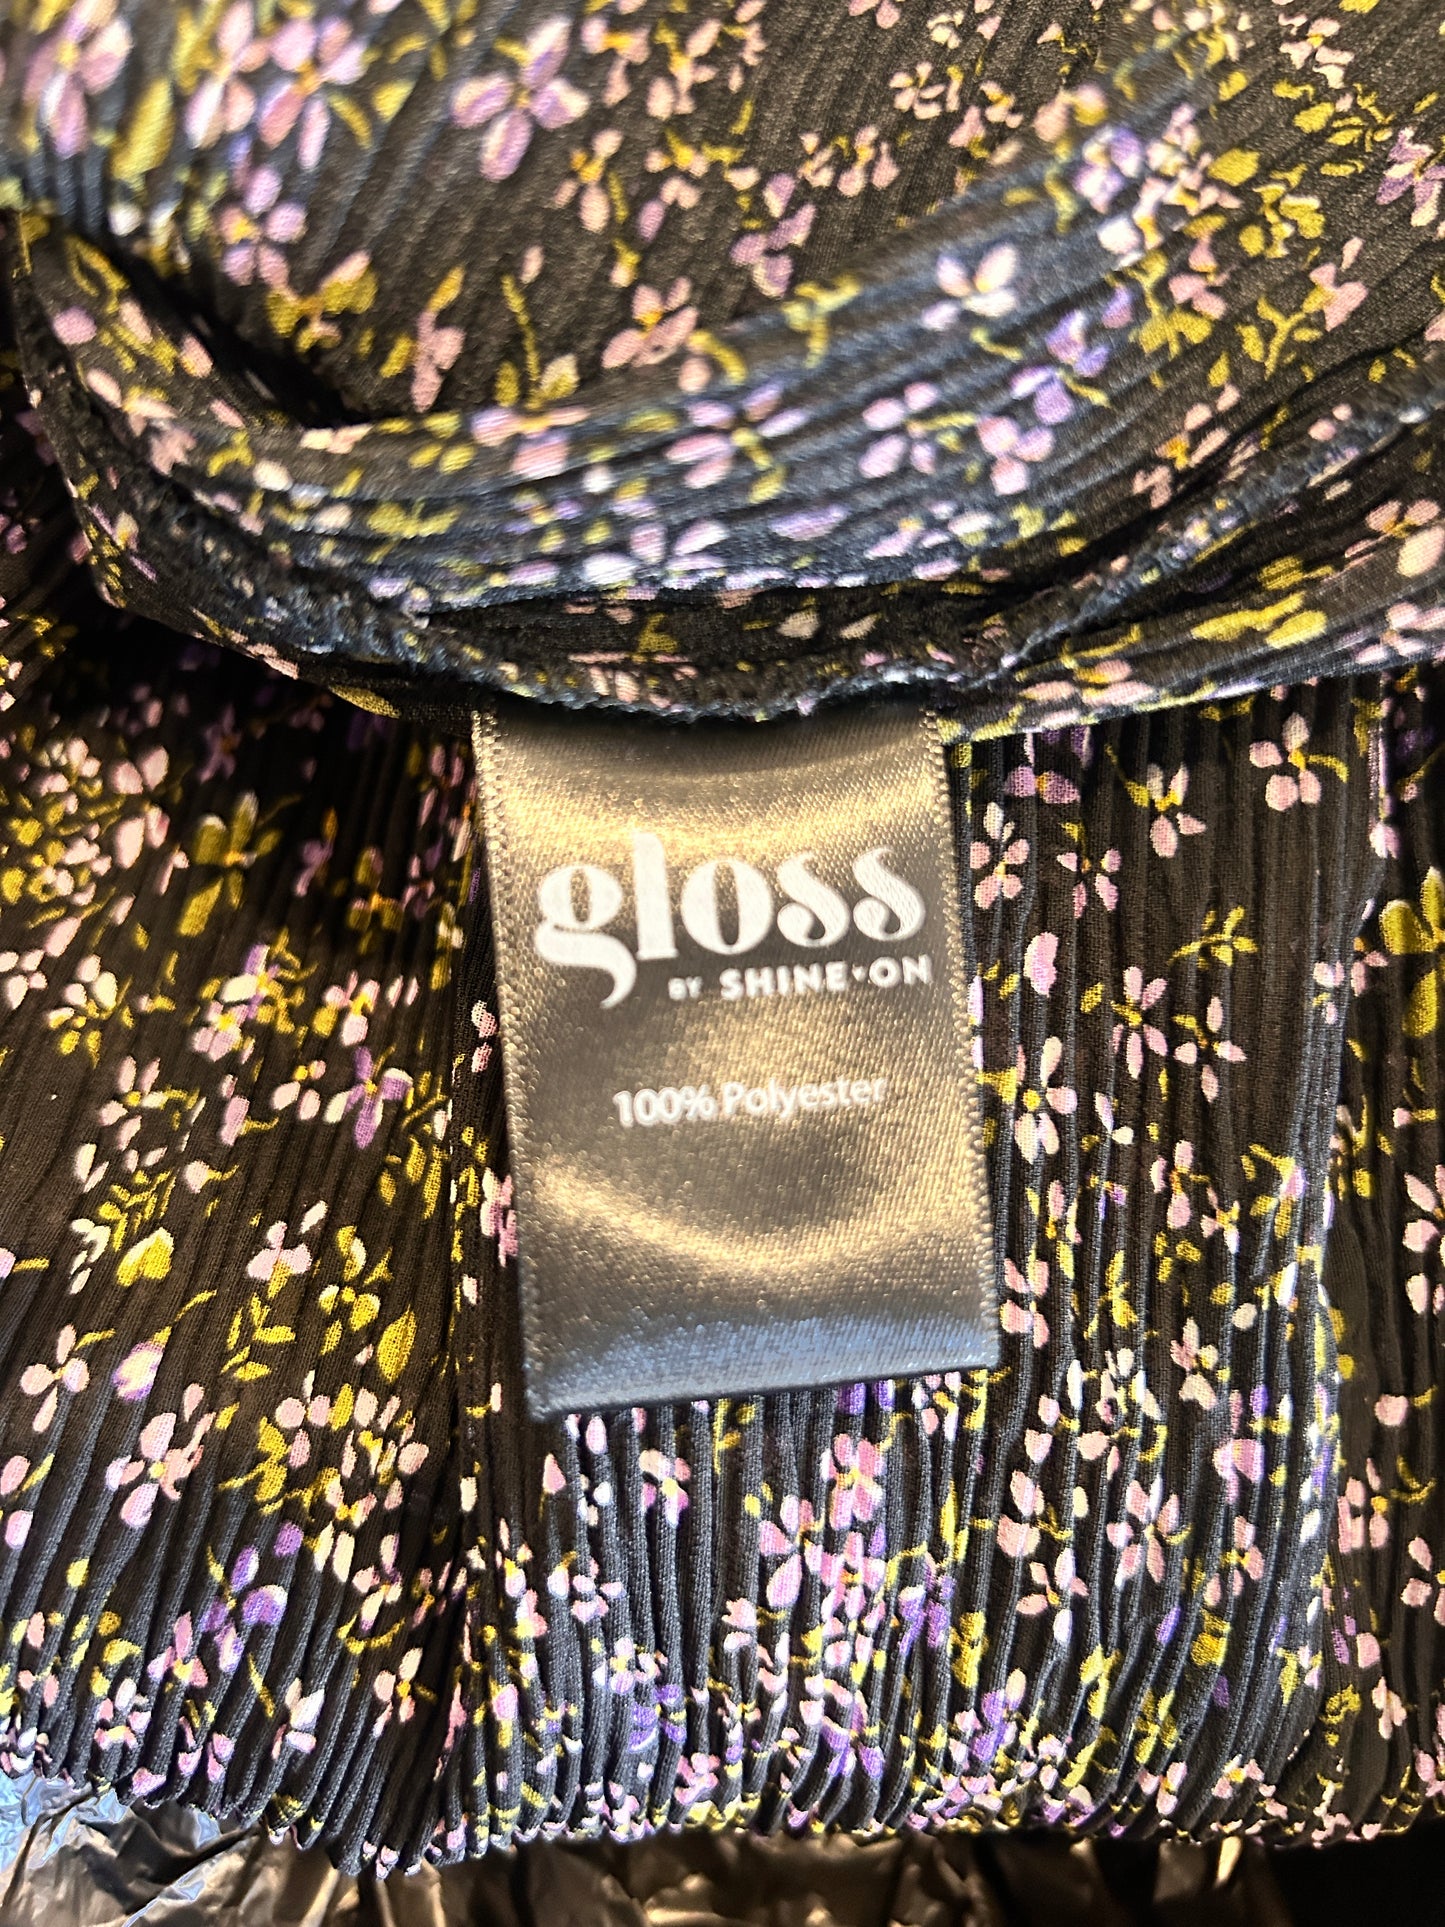 gloss
BY SHINE♥ON
100% Polyester